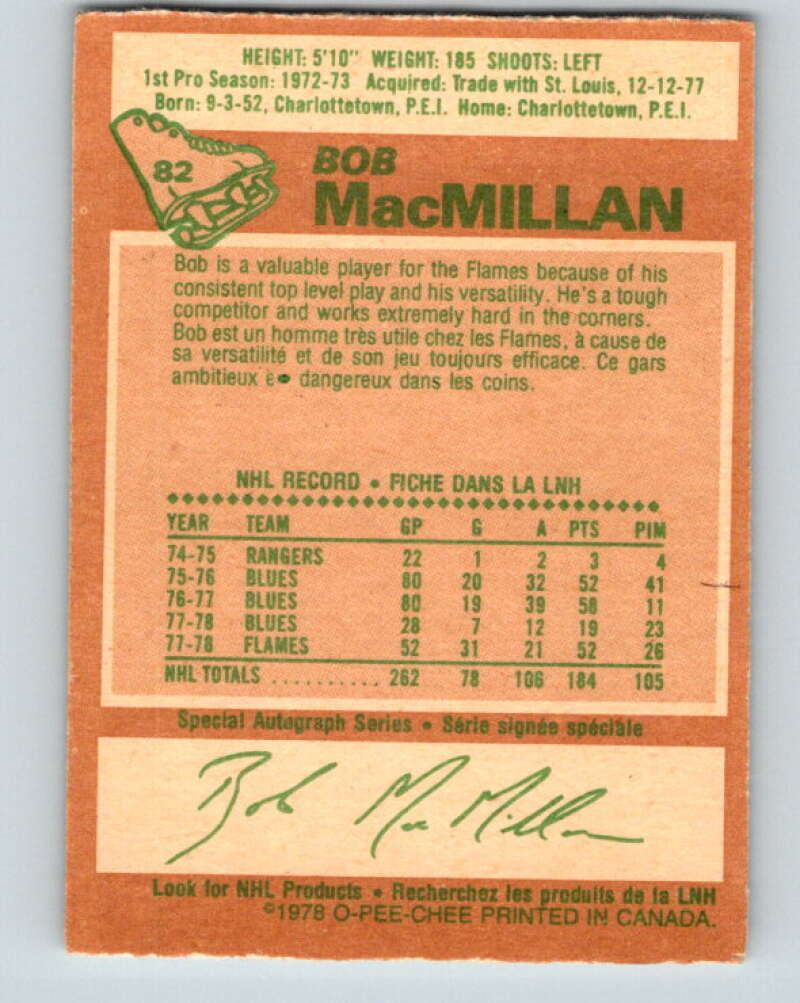 HEIGHT: 5'10" WEIGHT: 185 SHOOTS: LEFT
1st Pro Season: 1972-73 Acquired: Trade with St. Louis, 12-12-77
Born: 9-3-52, Charlottetown, P.E.I. Home: Charlottetown, P.E.I.
82
BOB
MacMILLAN
Bob is a valuable player for the Flames because of his
consistent top level play and his versatility. He's a tough
competitor and works extremely hard in the corners.
Bob est un homme très utile chez les Flames, à cause de
sa versatilité et de son jeu toujours efficace. Ce gars
ambitieux dangereux dans les coins.
NHL RECORD • FICHE DANS LA LNH
YEAR TEAM GP G A PTS PIM
74-75 RANGERS 22 1 2 3 4
75-76 BLUES 80 20 32 52 41
76-77 BLUES 80 19 39 58 11
77-78 BLUES 28 7 12 19 23
77-78 FLAMES 52 31 21 52 26
NHL TOTALS .......... 262 78 106 184 105
Special Autograph Series • Série signée spéciale
Bob MacMillan
Look for NHL Products • Recherchez les produits de la LNH
©1978 O-PEE-CHEE PRINTED IN CANADA.